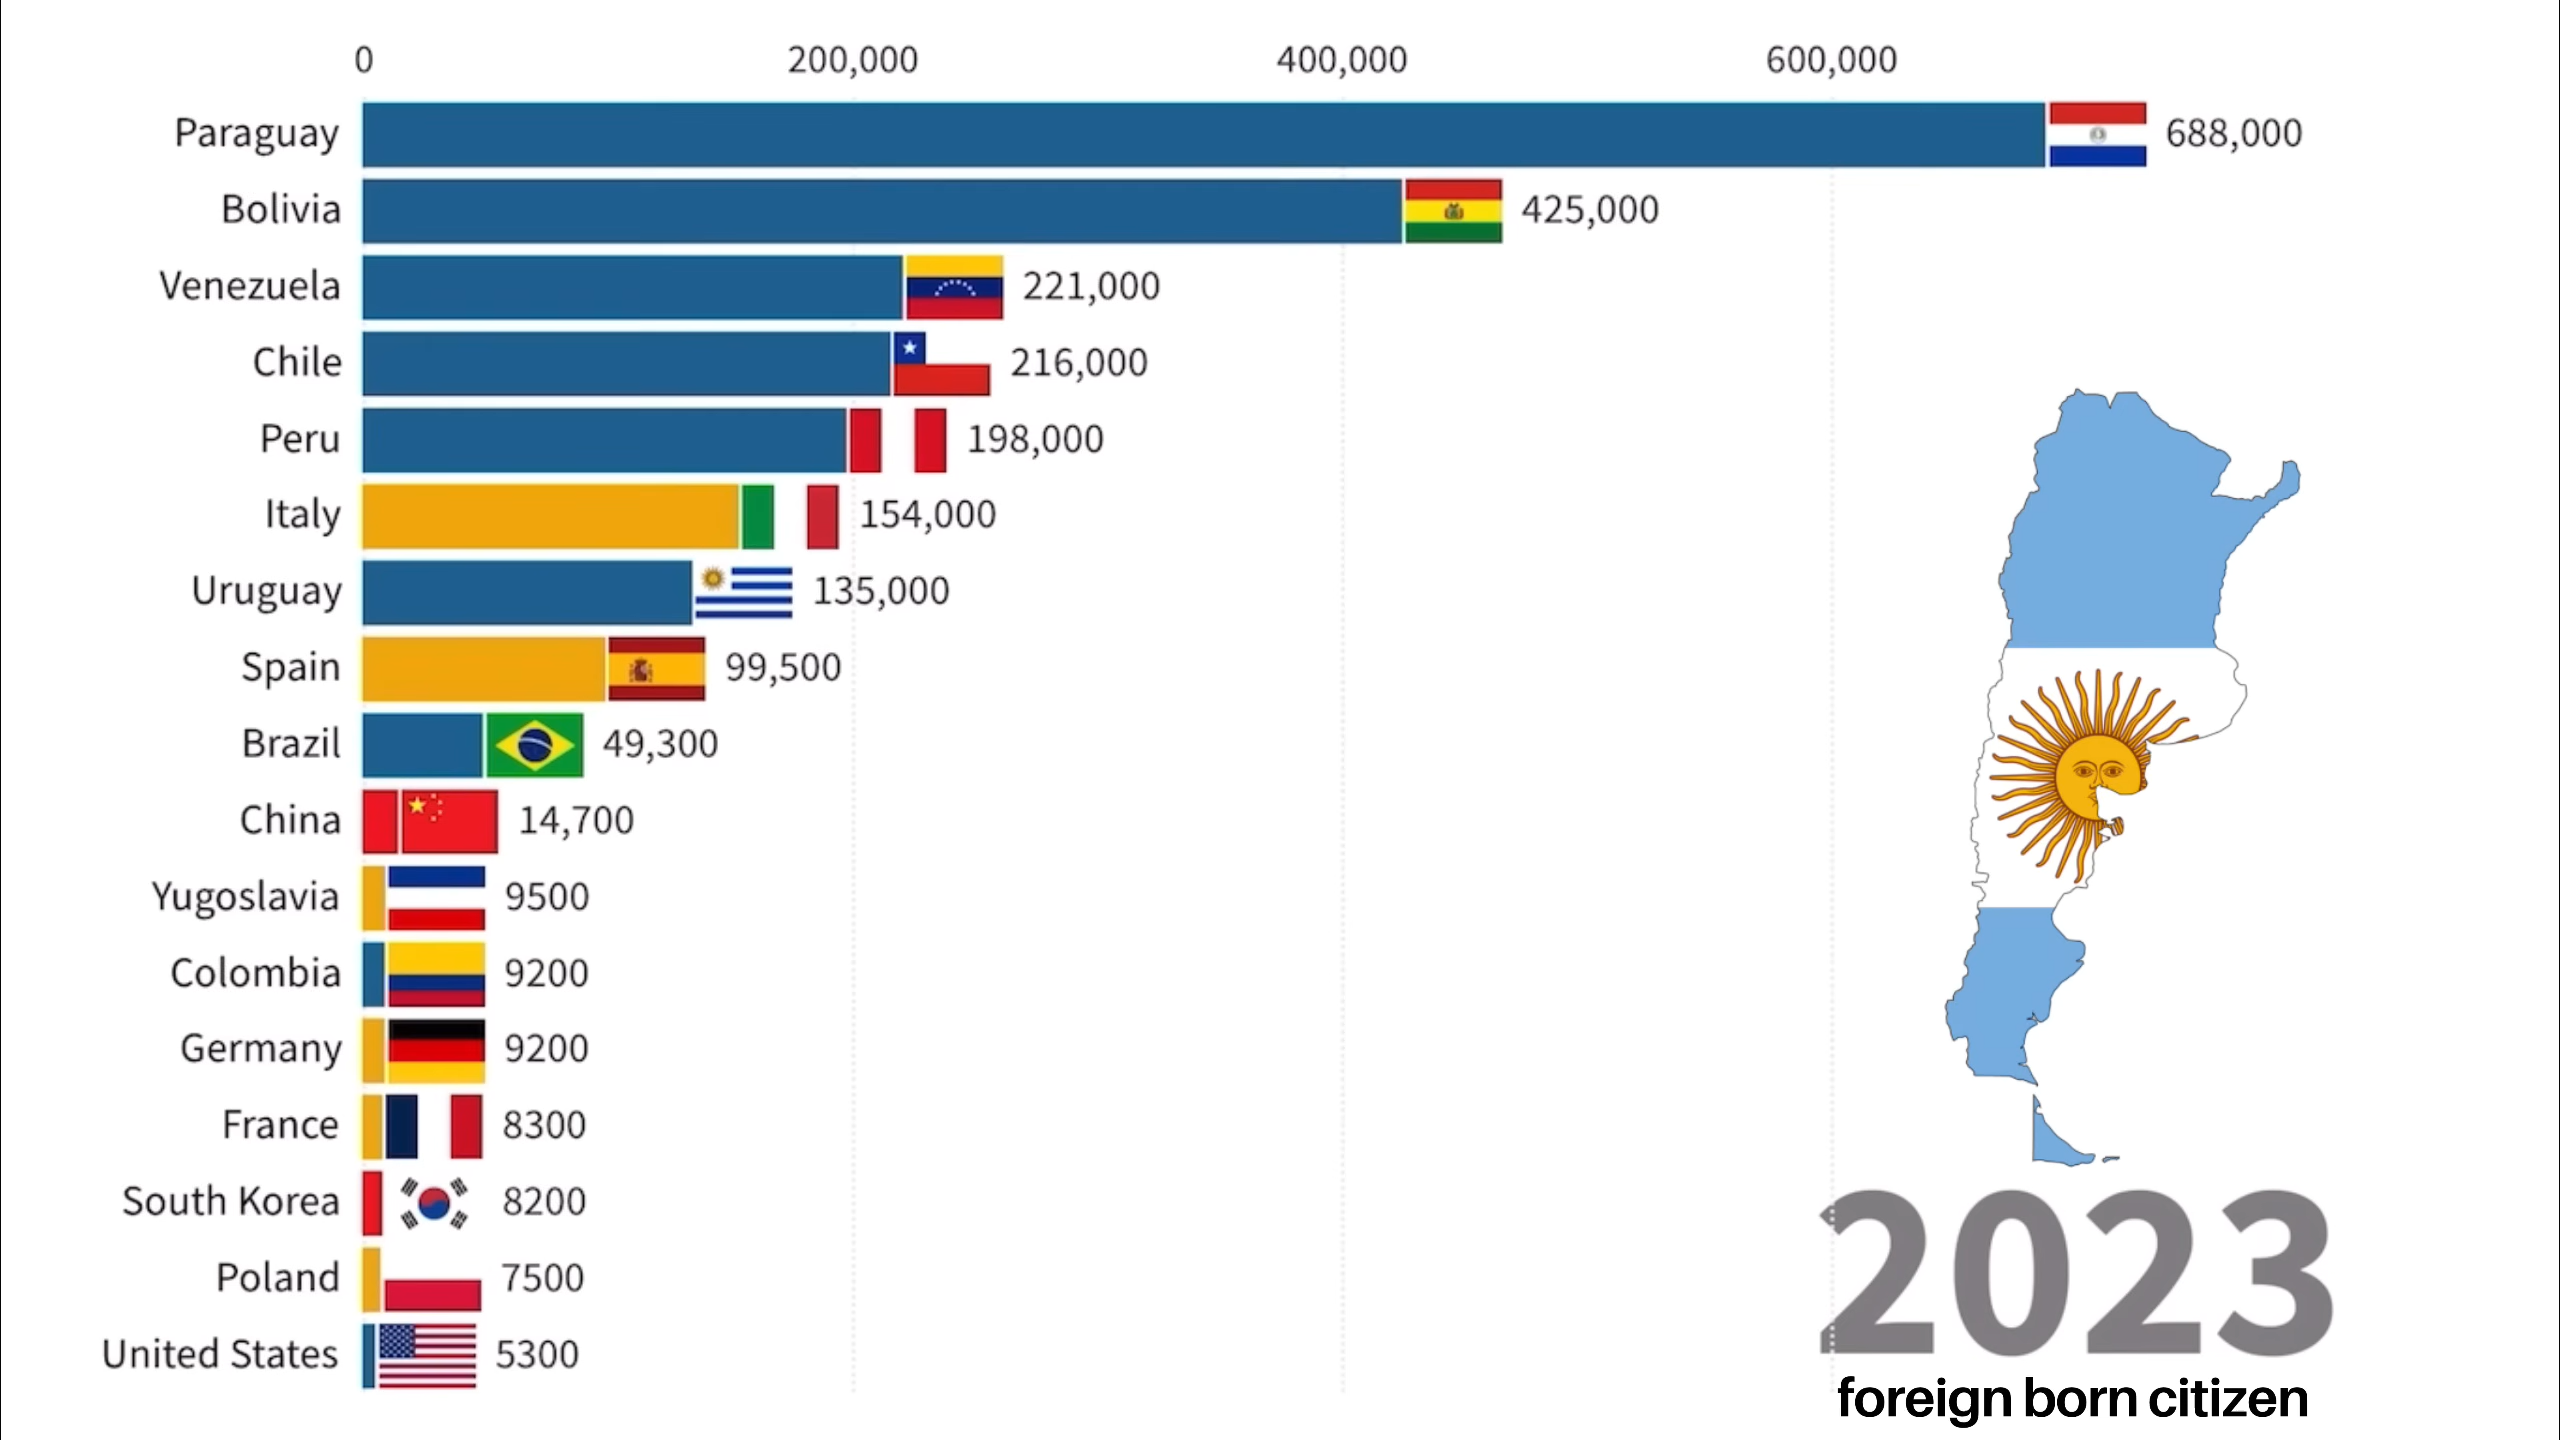 0 200,000 400,000 600,000
Paraguay 688,000
Bolivia 425,000
Venezuela 221,000
Chile 216,000
Peru 198,000
Italy 154,000
Uruguay 135,000
Spain 99,500
Brazil 49,300
China 14,700
Yugoslavia 9500
Colombia 9200
Germany 9200
France 8300
South Korea 8200
Poland 7500
United States 5300
2023
foreign born citizen